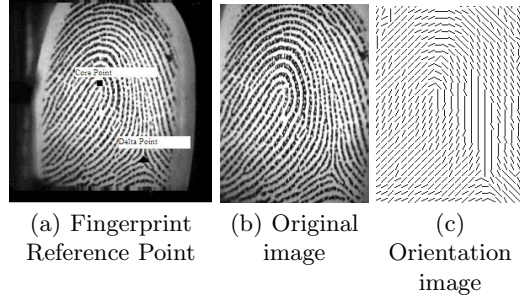 Core Point
Delta Point
(a) Fingerprint
Reference Point
(b) Original
image
(c)
Orientation
image